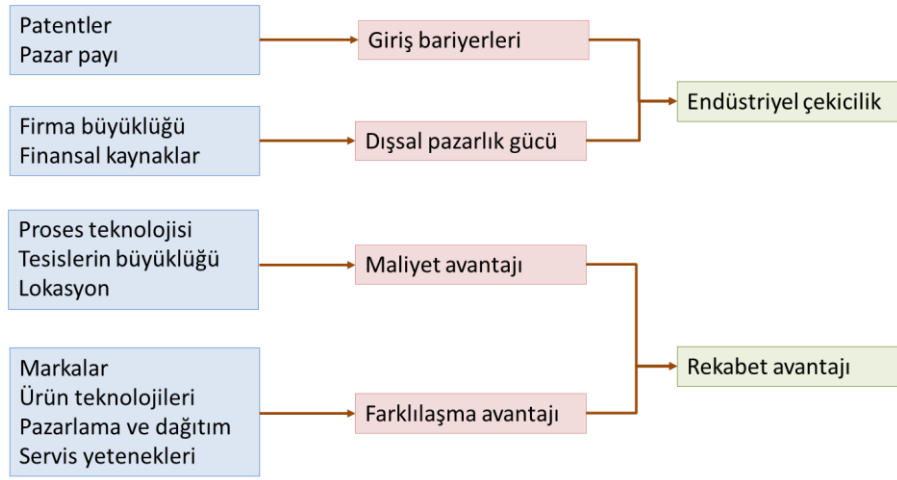 Patentler
Pazar payı
Giriş bariyerleri
Endüstriyel çekicilik
Firma büyüklüğü
Finansal kaynaklar
Dışsal pazarlık gücü
Proses teknolojisi
Tesislerin büyüklüğü
Lokasyon
Maliyet avantajı
Rekabet avantajı
Markalar
Ürün teknolojileri
Pazarlama ve dağıtım
Servis yetenekleri
Farklılaşma avantajı